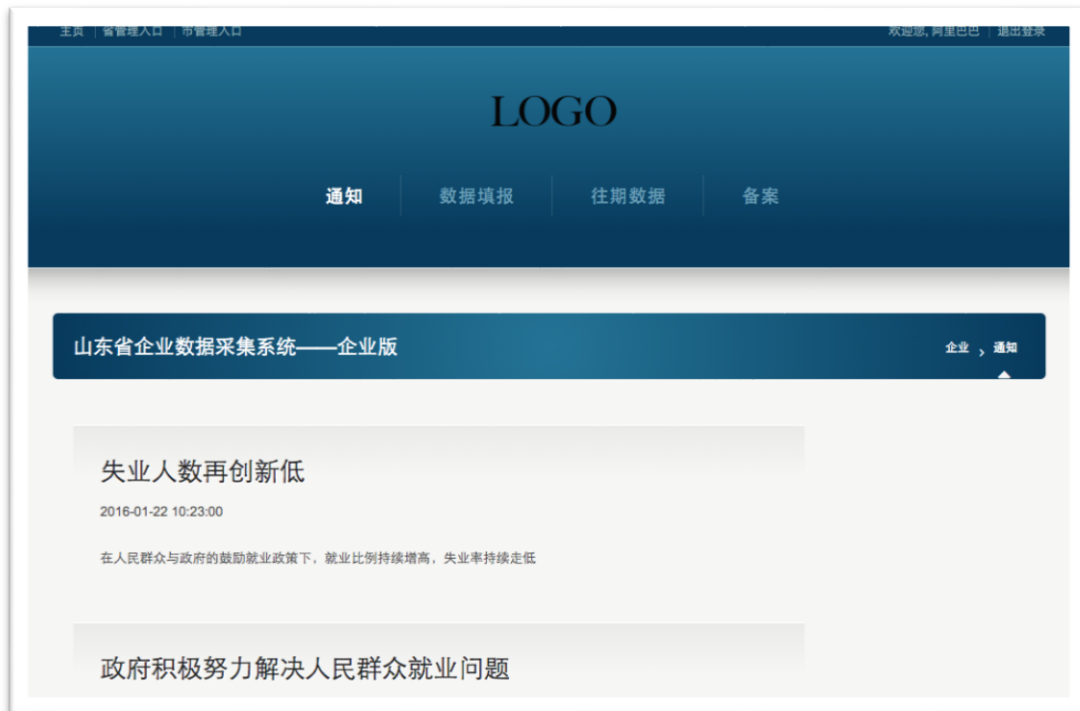 主页 省管理入口 市管理入口 欢迎您, 阿里巴巴 退出登录
LOGO
通知 数据填报 往期数据 备案
山东省企业数据采集系统——企业版 企业 › 通知
失业人数再创新低
2016-01-22 10:23:00
在人民群众与政府的鼓励就业政策下，就业比例持续增高，失业率持续走低
政府积极努力解决人民群众就业问题